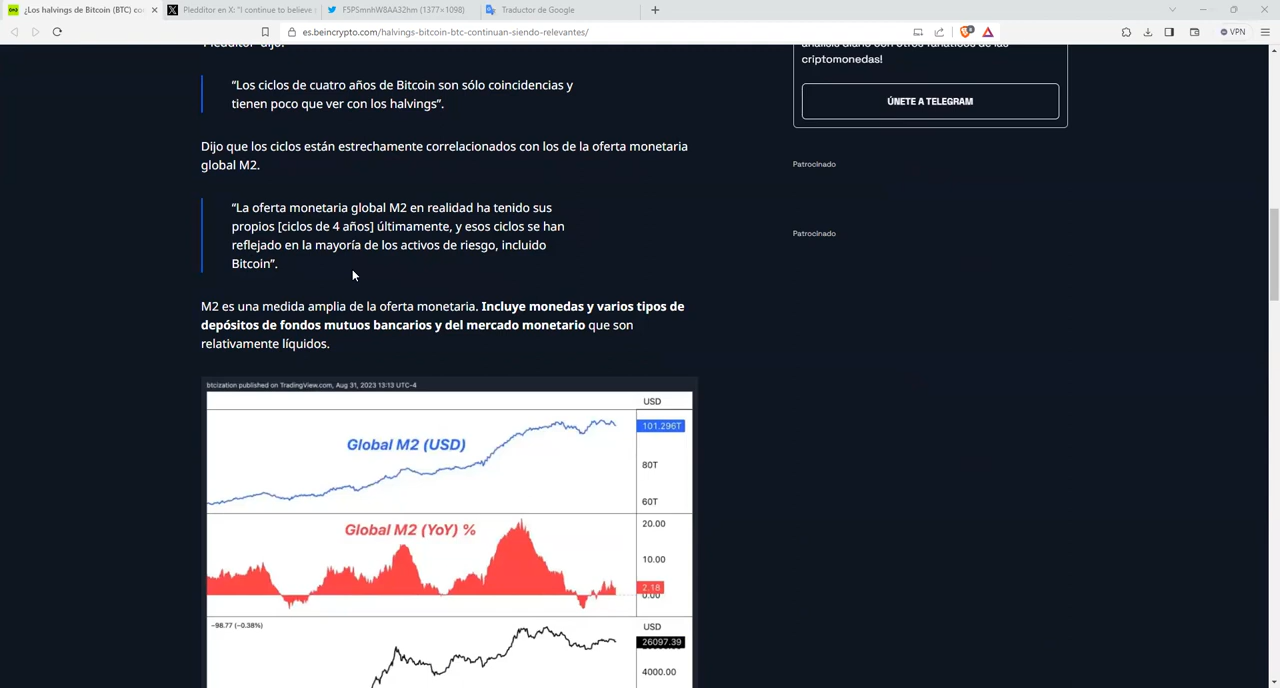 ¿Los halvings de Bitcoin (BTC) co
Piedditor en X: "I continue to believe
F5PSmnhW8AA32hm (1377×1098)
Traductor de Google
es.beincrypto.com/halvings-bitcoin-btc-continuan-siendo-relevantes/
VPN
“Los ciclos de cuatro años de Bitcoin son sólo coincidencias y
tienen poco que ver con los halvings”.
Dijo que los ciclos están estrechamente correlacionados con los de la oferta monetaria
global M2.
“La oferta monetaria global M2 en realidad ha tenido sus
propios [ciclos de 4 años] últimamente, y esos ciclos se han
reflejado en la mayoría de los activos de riesgo, incluido
Bitcoin”.
M2 es una medida amplia de la oferta monetaria. Incluye monedas y varios tipos de
depósitos de fondos mutuos bancarios y del mercado monetario que son
relativamente líquidos.
btcization published on TradingView.com, Aug 31, 2023 13:13 UTC-4
USD
Global M2 (USD)
101.296T
80T
60T
Global M2 (YoY) %
20.00
10.00
2.18
0.00
−98.77 (−0.38%)
USD
26097.39
4000.00
análisis diario con otros fanáticos de las
criptomonedas!
ÚNETE A TELEGRAM
Patrocinado
Patrocinado